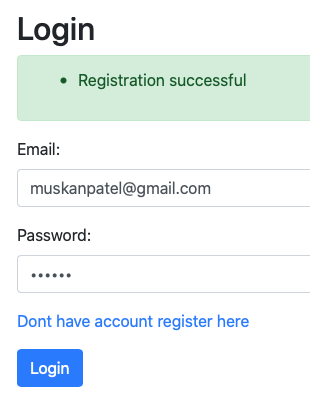 Login
• Registration successful
Email:
muskanpatel@gmail.com
Password:
••••••
Dont have account register here
Login